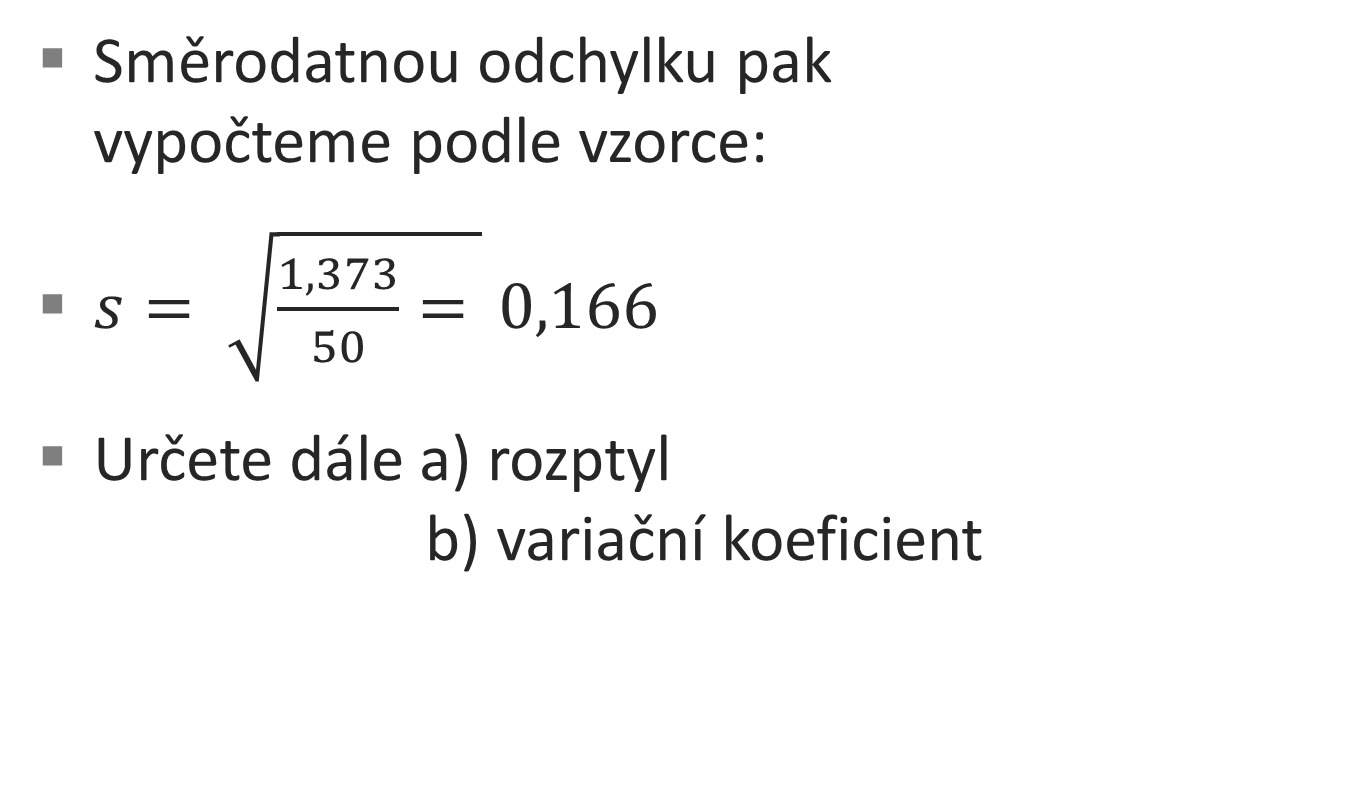 ▪ Směrodatnou odchylku pak
vypočteme podle vzorce:
▪ s = √(1,373/50 =) 0,166
▪ Určete dále a) rozptyl
b) variační koeficient